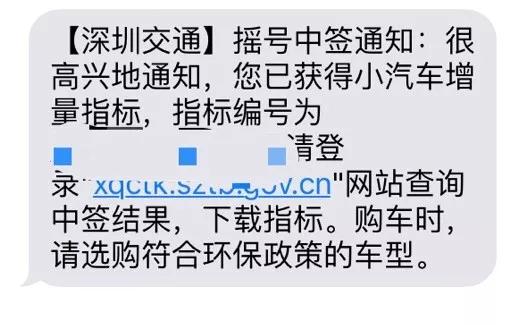 【深圳交通】摇号中签通知：很
高兴地通知，您已获得小汽车增
量指标，指标编号为
请登
录"xqctk.sztb.gov.cn"网站查询
中签结果，下载指标。购车时，
请选购符合环保政策的车型。